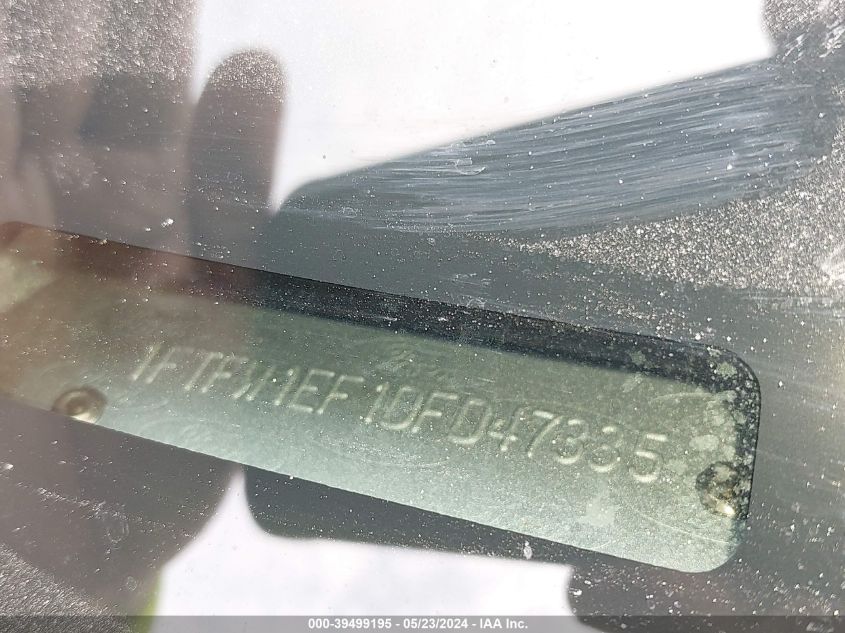 1FTFW1EF1DFD47335
000-39499195 - 05/23/2024 - IAA Inc.